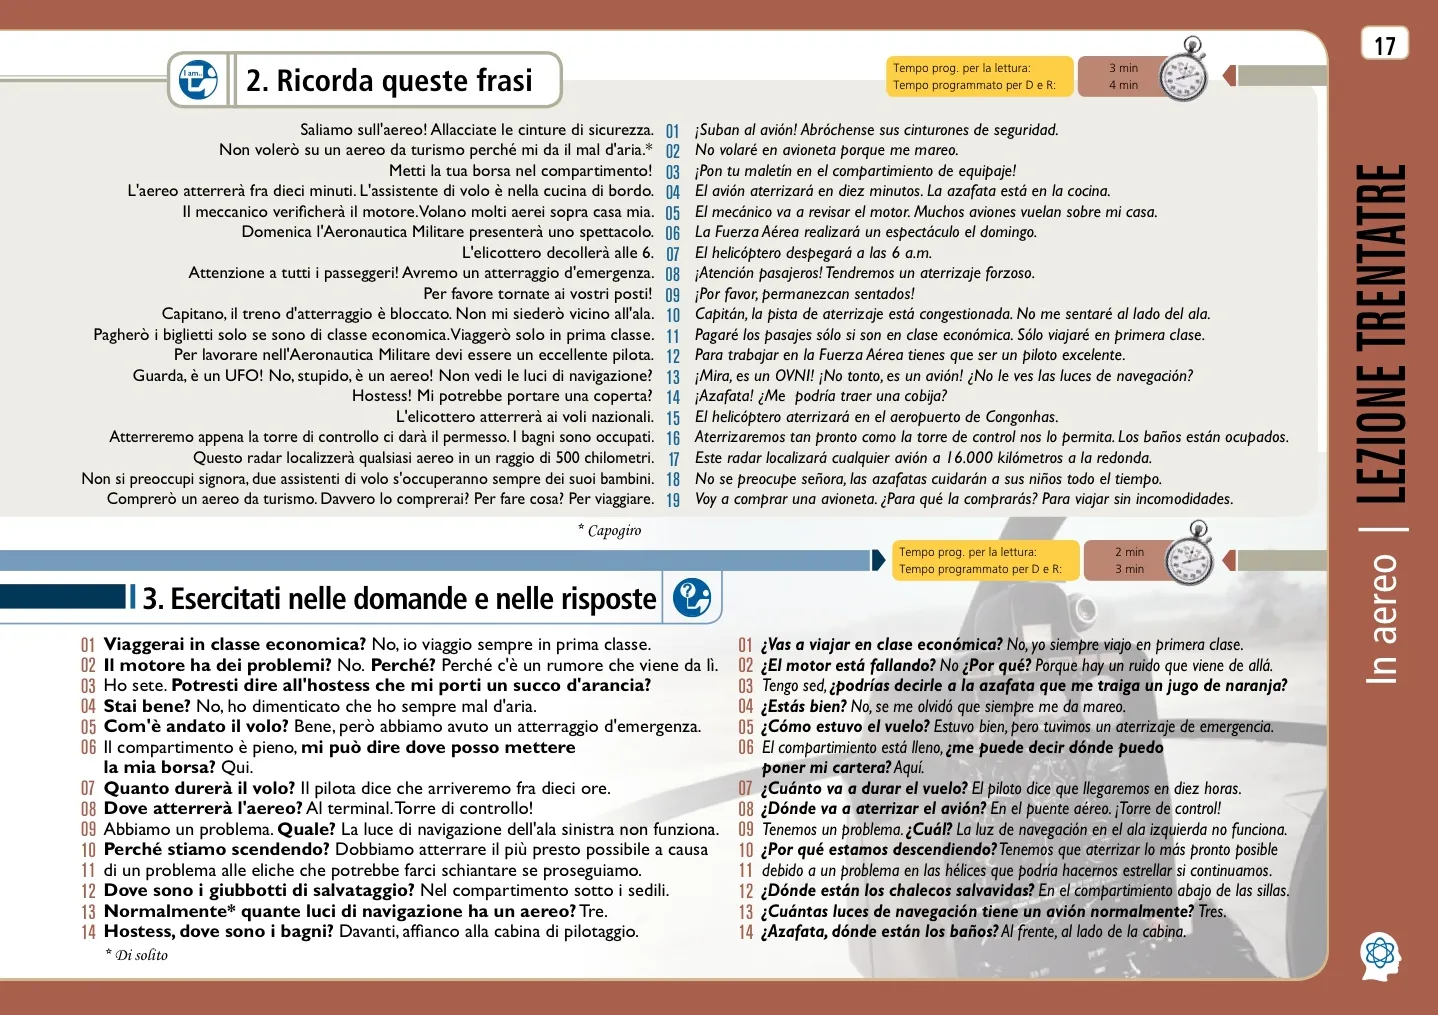 17
2. Ricorda queste frasi
Tempo prog. per la lettura: 3 min
Tempo programmato per D e R: 4 min
Saliamo sull'aereo! Allacciate le cinture di sicurezza. 01 ¡Suban al avión! Abróchense sus cinturones de seguridad.
Non volerò su un aereo da turismo perché mi da il mal d'aria.* 02 No volaré en avioneta porque me mareo.
Metti la tua borsa nel compartimento! 03 ¡Pon tu maletín en el compartimiento de equipaje!
L'aereo atterrerà fra dieci minuti. L'assistente di volo è nella cucina di bordo. 04 El avión aterrizará en diez minutos. La azafata está en la cocina.
Il meccanico verificherà il motore. Volano molti aerei sopra casa mia. 05 El mecánico va a revisar el motor. Muchos aviones vuelan sobre mi casa.
Domenica l'Aeronautica Militare presenterà uno spettacolo. 06 La Fuerza Aérea realizará un espectáculo el domingo.
L'elicottero decollerà alle 6. 07 El helicóptero despegará a las 6 a.m.
Attenzione a tutti i passeggeri! Avremo un atterraggio d'emergenza. 08 ¡Atención pasajeros! Tendremos un aterrizaje forzoso.
Per favore tornate ai vostri posti! 09 ¡Por favor, permanezcan sentados!
Capitano, il treno d'atterraggio è bloccato. Non mi siederò vicino all'ala. 10 Capitán, la pista de aterrizaje está congestionada. No me sentaré al lado del ala.
Pagherò i biglietti solo se sono di classe economica. Viaggerò solo in prima classe. 11 Pagaré los pasajes sólo si son en clase económica. Sólo viajaré en primera clase.
Per lavorare nell'Aeronautica Militare devi essere un eccellente pilota. 12 Para trabajar en la Fuerza Aérea tienes que ser un piloto excelente.
Guarda, è un UFO! No, stupido, è un aereo! Non vedi le luci di navigazione? 13 ¡Mira, es un OVNI! ¡No tonto, es un avión! ¿No le ves las luces de navegación?
Hostess! Mi potrebbe portare una coperta? 14 ¡Azafata! ¿Me podría traer una cobija?
L'elicottero atterrerà ai voli nazionali. 15 El helicóptero aterrizará en el aeropuerto de Congonhas.
Atterreremo appena la torre di controllo ci darà il permesso. I bagni sono occupati. 16 Aterrizaremos tan pronto como la torre de control nos lo permita. Los baños están ocupados.
Questo radar localizzerà qualsiasi aereo in un raggio di 500 chilometri. 17 Este radar localizará cualquier avión a 16.000 kilómetros a la redonda.
Non si preoccupi signora, due assistenti di volo s'occuperanno sempre dei suoi bambini. 18 No se preocupe señora, las azafatas cuidarán a sus niños todo el tiempo.
Comprerò un aereo da turismo. Davvero lo comprerai? Per fare cosa? Per viaggiare. 19 Voy a comprar una avioneta. ¿Para qué la comprarás? Para viajar sin incomodidades.
* Capogiro
Tempo prog. per la lettura: 2 min
Tempo programmato per D e R: 3 min
3. Esercitati nelle domande e nelle risposte
01 Viaggerai in classe economica? No, io viaggio sempre in prima classe.
02 Il motore ha dei problemi? No. Perché? Perché c'è un rumore che viene da lì.
03 Ho sete. Potresti dire all'hostess che mi porti un succo d'arancia?
04 Stai bene? No, ho dimenticato che ho sempre mal d'aria.
05 Com'è andato il volo? Bene, però abbiamo avuto un atterraggio d'emergenza.
06 Il compartimento è pieno, mi può dire dove posso mettere
la mia borsa? Qui.
07 Quanto durerà il volo? Il pilota dice che arriveremo fra dieci ore.
08 Dove atterrerà l'aereo? Al terminal. Torre di controllo!
09 Abbiamo un problema. Quale? La luce di navigazione dell'ala sinistra non funziona.
10 Perché stiamo scendendo? Dobbiamo atterrare il più presto possibile a causa
11 di un problema alle eliche che potrebbe farci schiantare se proseguiamo.
12 Dove sono i giubbotti di salvataggio? Nel compartimento sotto i sedili.
13 Normalmente* quante luci di navigazione ha un aereo? Tre.
14 Hostess, dove sono i bagni? Davanti, affianco alla cabina di pilotaggio.
* Di solito
01 ¿Vas a viajar en clase económica? No, yo siempre viajo en primera clase.
02 ¿El motor está fallando? No ¿Por qué? Porque hay un ruido que viene de allá.
03 Tengo sed, ¿podrías decirle a la azafata que me traiga un jugo de naranja?
04 ¿Estás bien? No, se me olvidó que siempre me da mareo.
05 ¿Cómo estuvo el vuelo? Estuvo bien, pero tuvimos un aterrizaje de emergencia.
06 El compartimiento está lleno, ¿me puede decir dónde puedo
poner mi cartera? Aquí.
07 ¿Cuánto va a durar el vuelo? El piloto dice que llegaremos en diez horas.
08 ¿Dónde va a aterrizar el avión? En el puente aéreo. ¡Torre de control!
09 Tenemos un problema. ¿Cuál? La luz de navegación en el ala izquierda no funciona.
10 ¿Por qué estamos descendiendo? Tenemos que aterrizar lo más pronto posible
11 debido a un problema en las hélices que podría hacernos estrellar si continuamos.
12 ¿Dónde están los chalecos salvavidas? En el compartimiento abajo de las sillas.
13 ¿Cuántas luces de navegación tiene un avión normalmente? Tres.
14 ¿Azafata, dónde están los baños? Al frente, al lado de la cabina.
In aereo | LEZIONE TRENTATRE
I am..
?